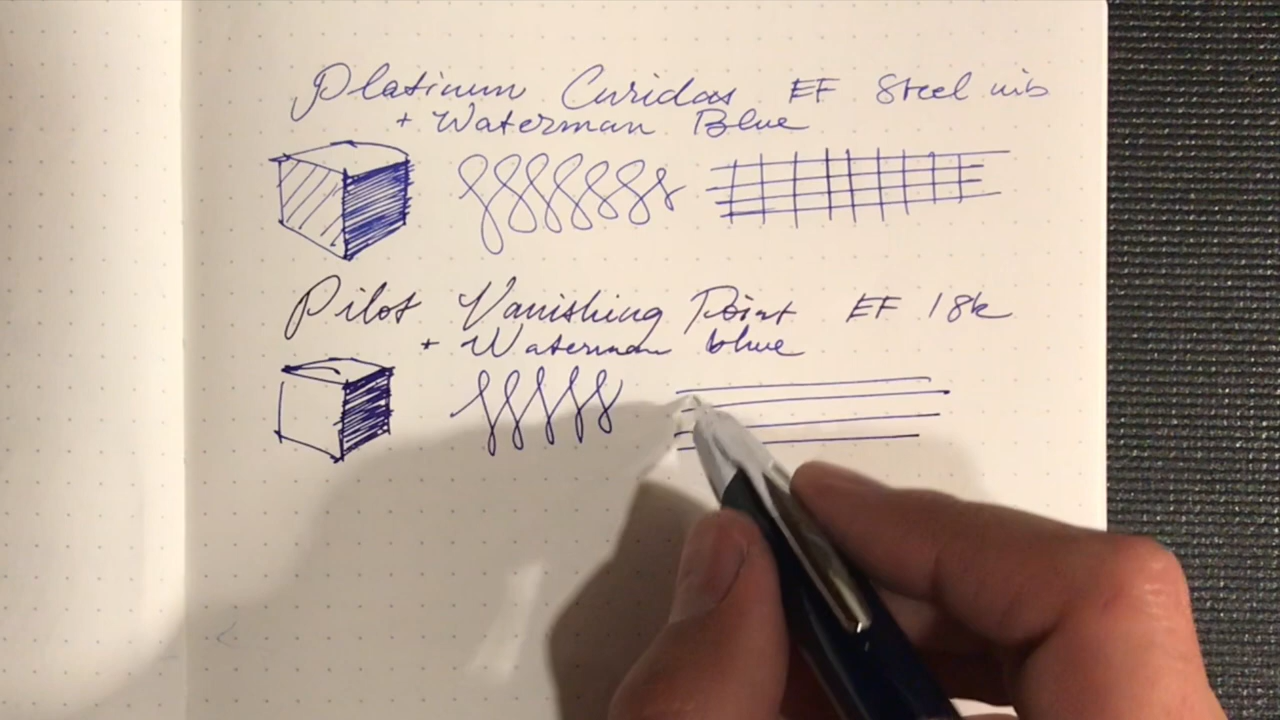 Platinum Curidas EF Steel nib
+ Waterman Blue
Pilot Vanishing Point EF 18k
+ Waterman blue